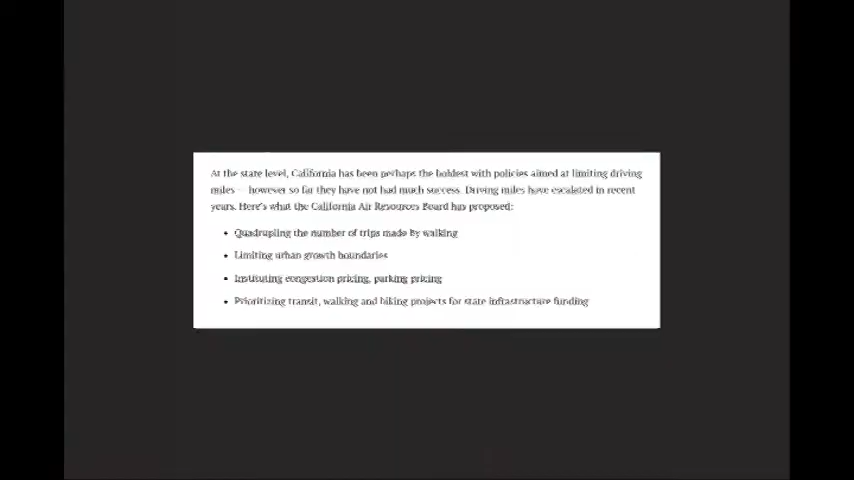 At the state level, California has been perhaps the boldest with policies aimed at limiting driving
miles — however so far they have not had much success. Driving miles have escalated in recent
years. Here's what the California Air Resources Board has proposed:
• Quadrupling the number of trips made by walking
• Limiting urban growth boundaries
• Instituting congestion pricing, parking pricing
• Prioritizing transit, walking and biking projects for state infrastructure funding